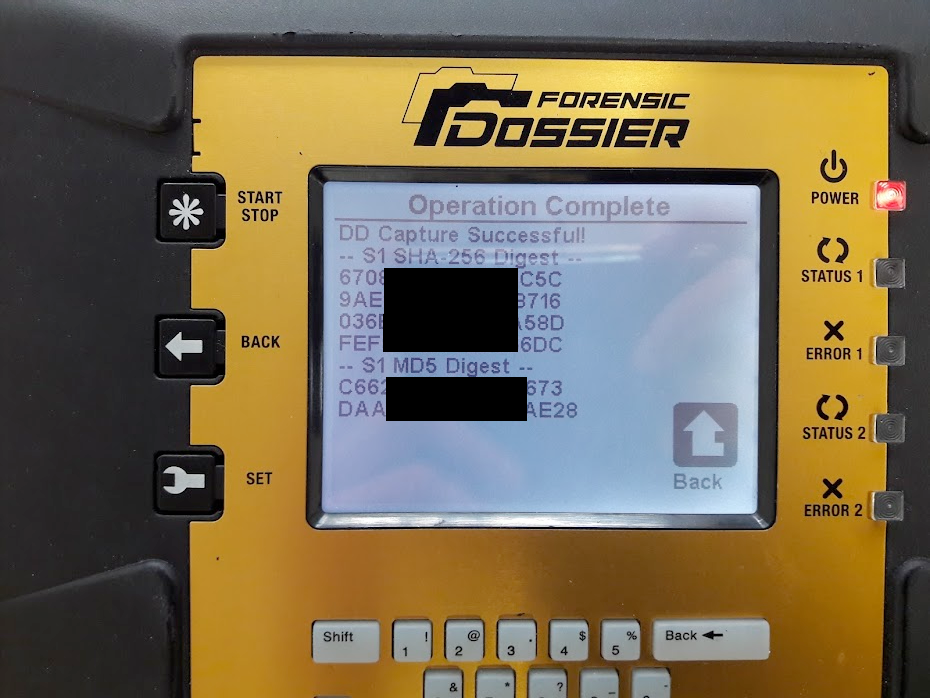 FORENSIC
DOSSIER
START
STOP
BACK
SET
Operation Complete
DD Capture Successful!
-- S1 SHA-256 Digest --
6708 C5C
9AE 8716
036E A58D
FEF 6DC
-- S1 MD5 Digest --
C662 673
DAA AE28
Back
POWER
STATUS 1
ERROR 1
STATUS 2
ERROR 2
Shift ! 1 @ 2 3 $ 4 % 5 Back
& * ? _ -